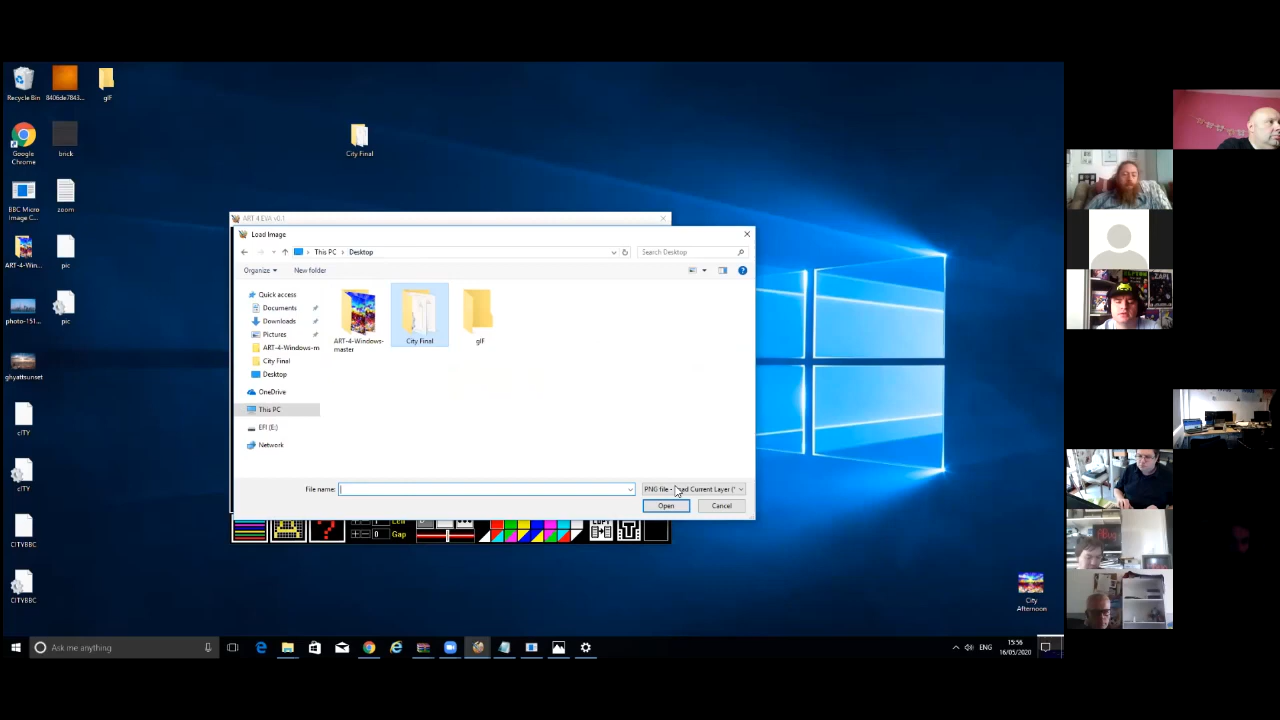 Recycle Bin
8406de7843...
gIF
Google
Chrome
brick
City Final
BBC Micro
Image C...
zoom
ART-4-Win...
pic
photo-151...
pic
ghyattsunset
cITY
cITY
CITYBBC
CITYBBC
ART 4 EVA v0.1
Load Image
This PC
Desktop
Search Desktop
Organize
New folder
Quick access
Documents
Downloads
Pictures
ART-4-Windows-m
City Final
Desktop
OneDrive
This PC
EFI (E:)
Network
ART-4-Windows-
master
City Final
gIF
File name:
PNG file - Load Current Layer (*
Open
Cancel
Len
Gap
City
Afternoon
Ask me anything
ENG
15:56
16/05/2020